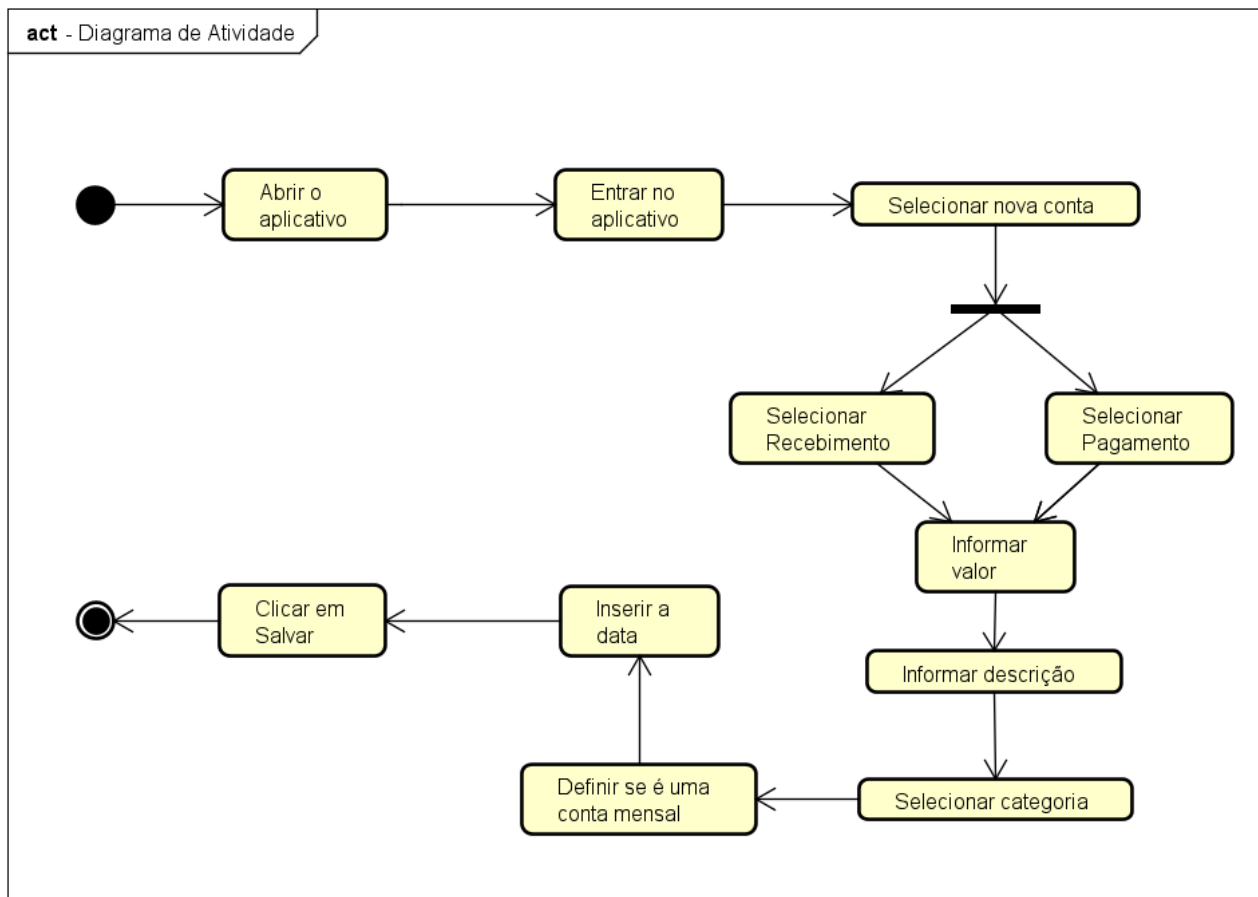 act - Diagrama de Atividade
Abrir o
aplicativo
Entrar no
aplicativo
Selecionar nova conta
Selecionar
Recebimento
Selecionar
Pagamento
Informar
valor
Informar descrição
Selecionar categoria
Definir se é uma
conta mensal
Inserir a
data
Clicar em
Salvar